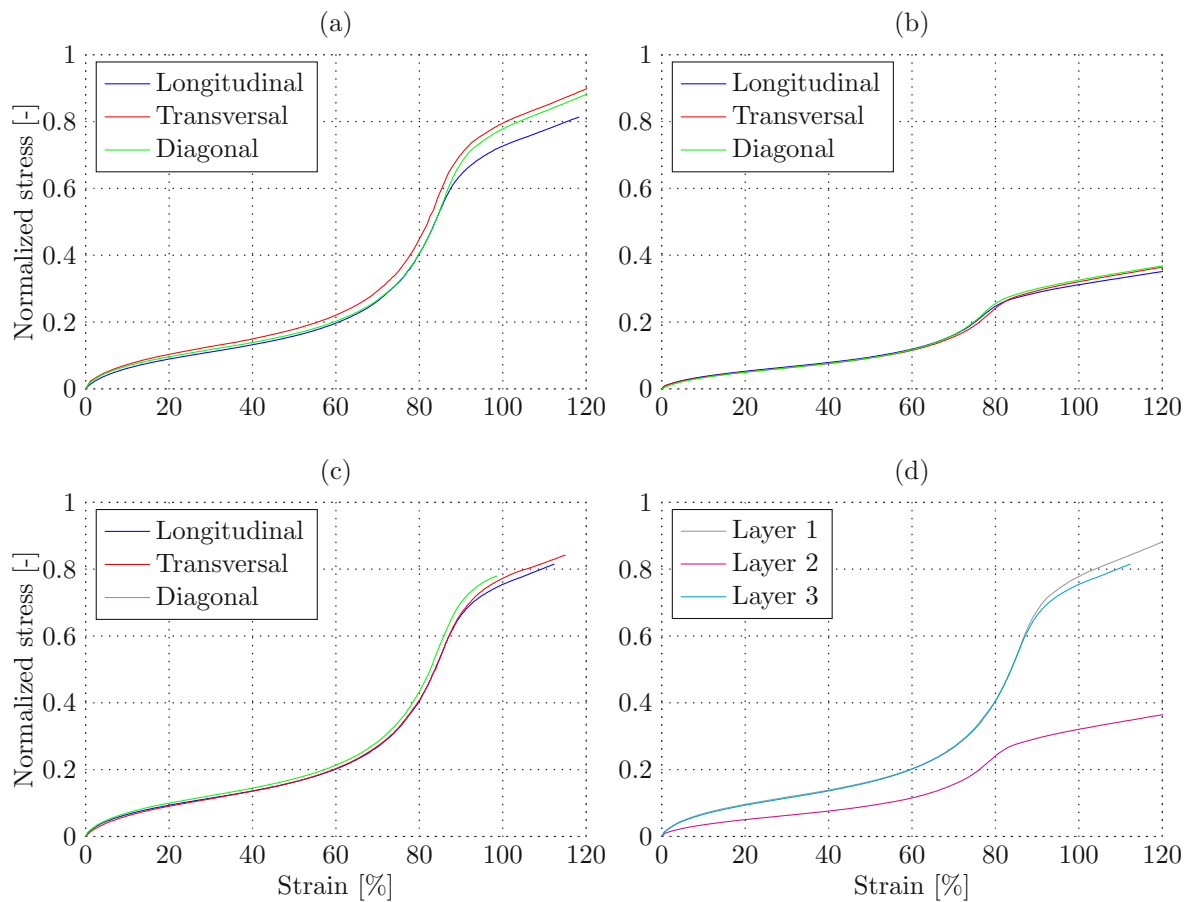 (a)
Normalized stress [-]
1
0.8
0.6
0.4
0.2
0
Longitudinal
Transversal
Diagonal
0 20 40 60 80 100 120
(b)
1
0.8
0.6
0.4
0.2
0
Longitudinal
Transversal
Diagonal
0 20 40 60 80 100 120
(c)
Normalized stress [-]
1
0.8
0.6
0.4
0.2
0
Longitudinal
Transversal
Diagonal
0 20 40 60 80 100 120
Strain [%]
(d)
1
0.8
0.6
0.4
0.2
0
Layer 1
Layer 2
Layer 3
0 20 40 60 80 100 120
Strain [%]